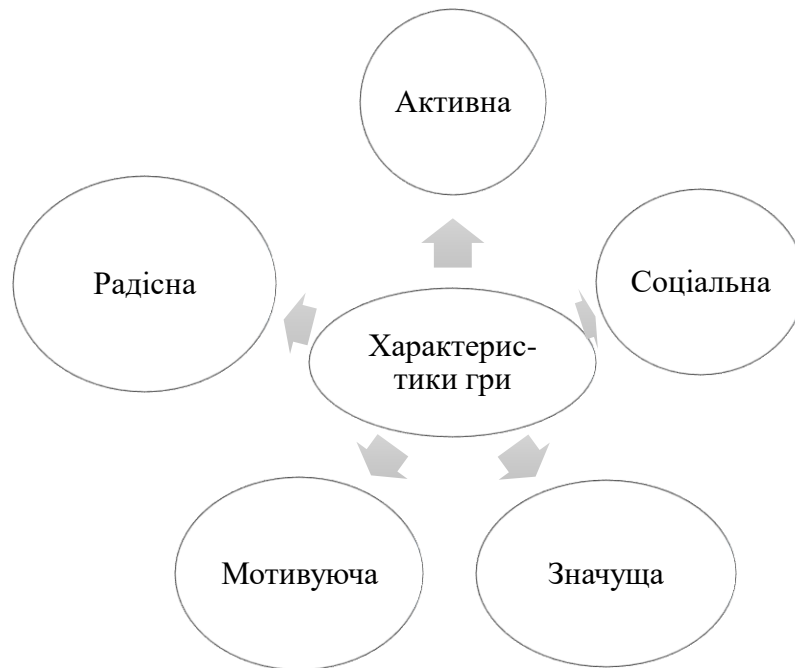 Активна
Радісна
Соціальна
Характерис-
тики гри
Мотивуюча
Значуща